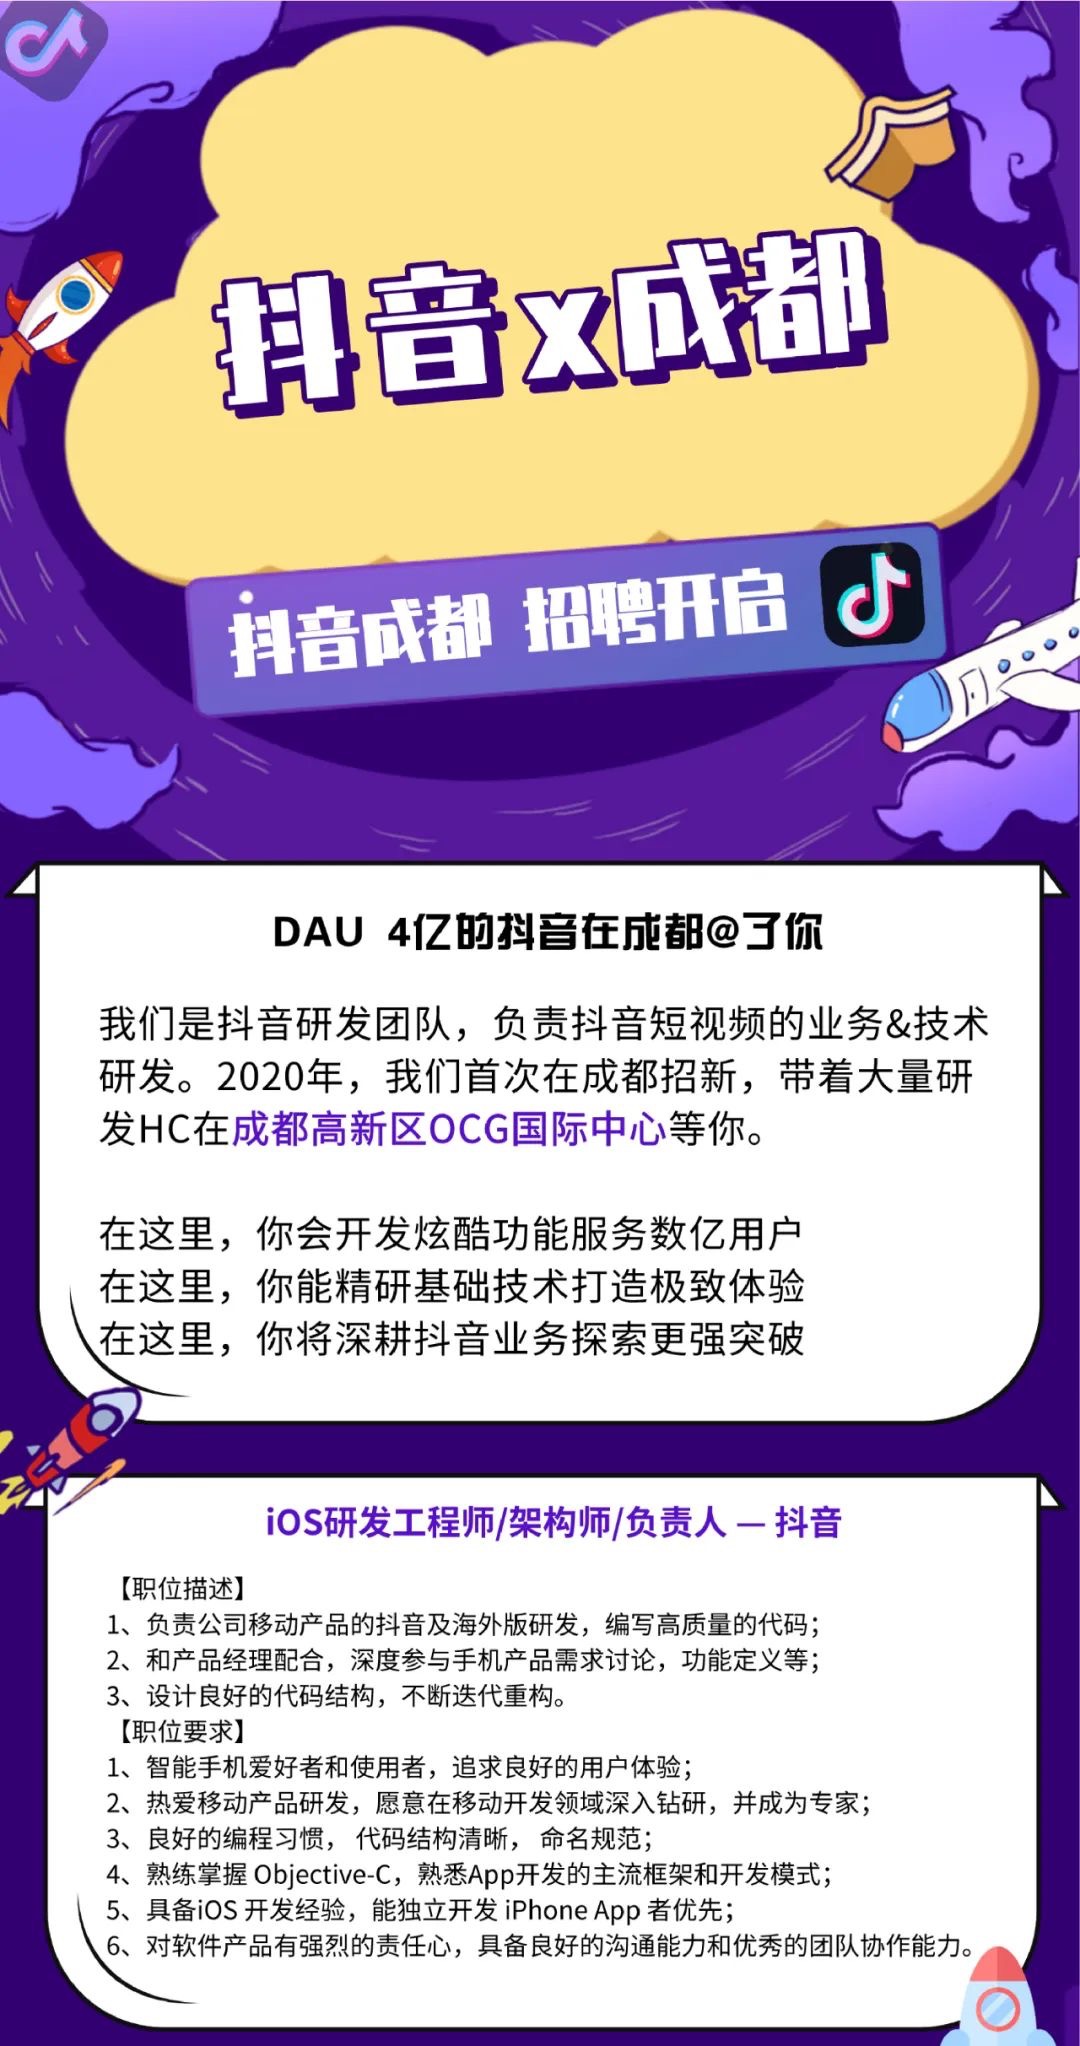 抖音x成都
抖音成都 招聘开启
DAU 4亿的抖音在成都@了你
我们是抖音研发团队，负责抖音短视频的业务&技术
研发。2020年，我们首次在成都招新，带着大量研
发HC在成都高新区OCG国际中心等你。
在这里，你会开发炫酷功能服务数亿用户
在这里，你能精研基础技术打造极致体验
在这里，你将深耕抖音业务探索更强突破
iOS研发工程师/架构师/负责人 — 抖音
【职位描述】
1、负责公司移动产品的抖音及海外版研发，编写高质量的代码；
2、和产品经理配合，深度参与手机产品需求讨论，功能定义等；
3、设计良好的代码结构，不断迭代重构。
【职位要求】
1、智能手机爱好者和使用者，追求良好的用户体验；
2、热爱移动产品研发，愿意在移动开发领域深入钻研，并成为专家；
3、良好的编程习惯， 代码结构清晰， 命名规范；
4、熟练掌握 Objective-C，熟悉App开发的主流框架和开发模式；
5、具备iOS 开发经验，能独立开发 iPhone App 者优先；
6、对软件产品有强烈的责任心，具备良好的沟通能力和优秀的团队协作能力。